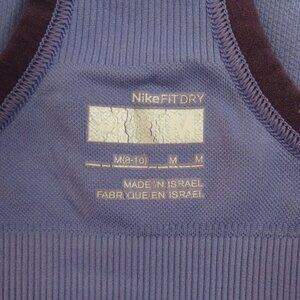 NikeFITDRY
M
M(8-10) M M
MADE IN ISRAEL
FABRIQUE EN ISRAEL